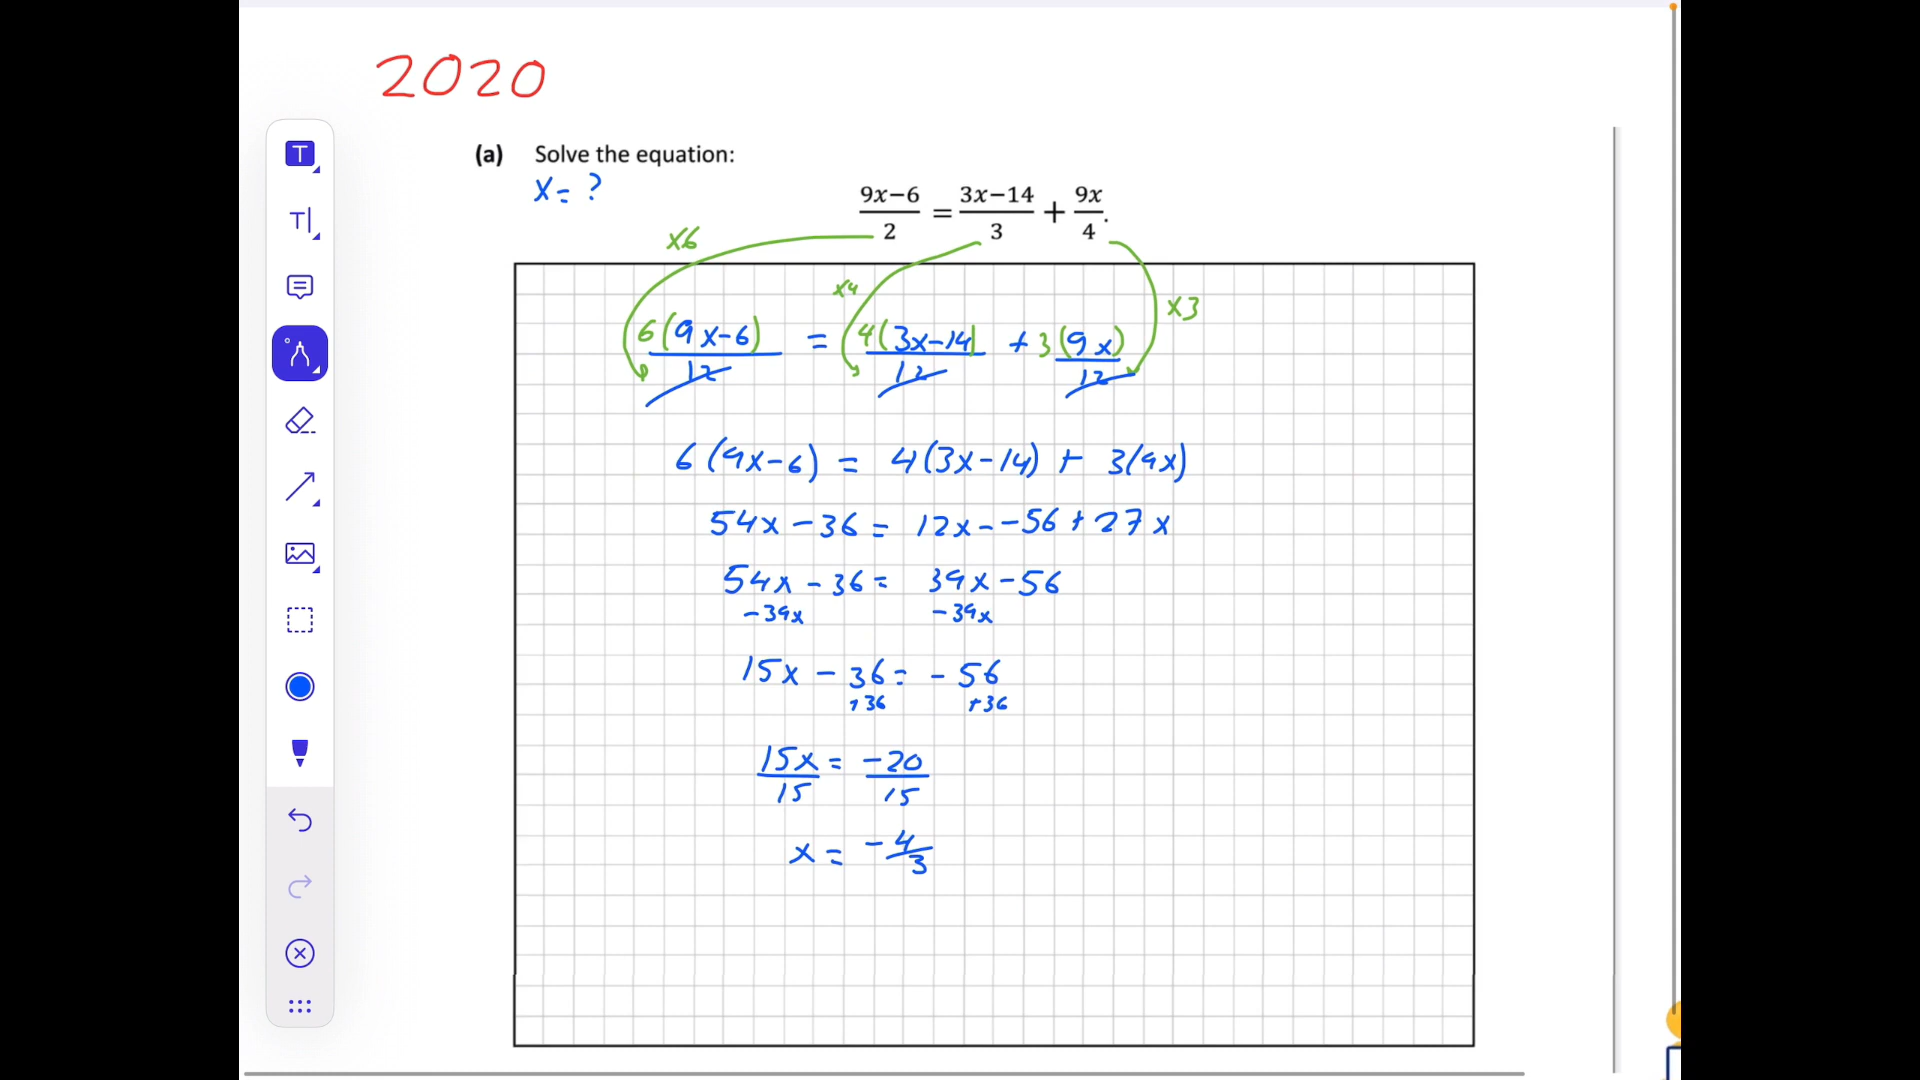 2020
(a) Solve the equation:
x = ?
9x−6/2 = 3x−14/3 + 9x/4.
x6
x4
x3
6(9x-6)/12 = 4(3x-14)/12 + 3(9x)/12
6(9x-6) = 4(3x-14) + 3(9x)
54x - 36 = 12x - -56 + 27x
54x - 36 = 39x - 56
-39x -39x
15x - 36 = - 56
+36 +36
15x/15 = -20/15
x = -4/3
T
T|